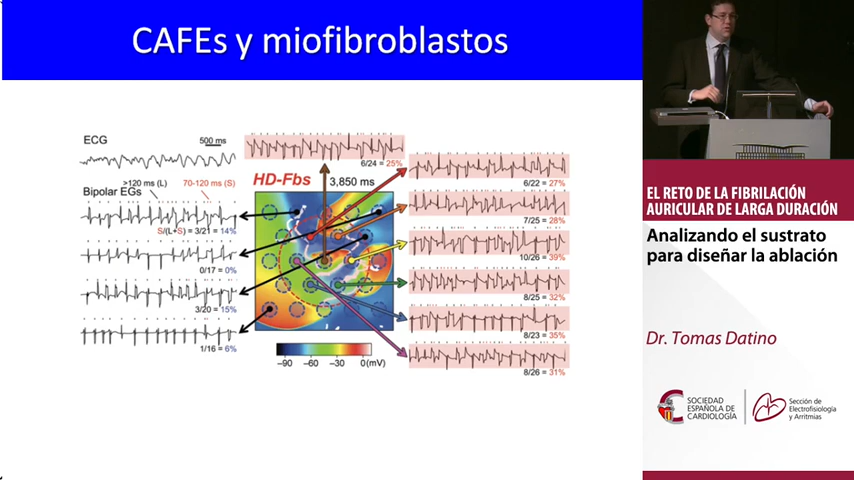 CAFEs y miofibroblastos
ECG
500 ms
>120 ms (L)
70-120 ms (S)
Bipolar EGs
S/(L+S) = 3/21 = 14%
0/17 = 0%
3/20 = 15%
1/16 = 6%
6/24 = 25%
HD-Fbs
3,850 ms
6/22 = 27%
7/25 = 28%
10/26 = 39%
8/25 = 32%
8/23 = 35%
8/26 = 31%
−90 −60 −30 0 (mV)
EL RETO DE LA FIBRILACIÓN
AURICULAR DE LARGA DURACIÓN
Analizando el sustrato
para diseñar la ablación
Dr. Tomas Datino
SOCIEDAD
ESPAÑOLA DE
CARDIOLOGÍA
Sección de
Electrofisiología
y Arritmias